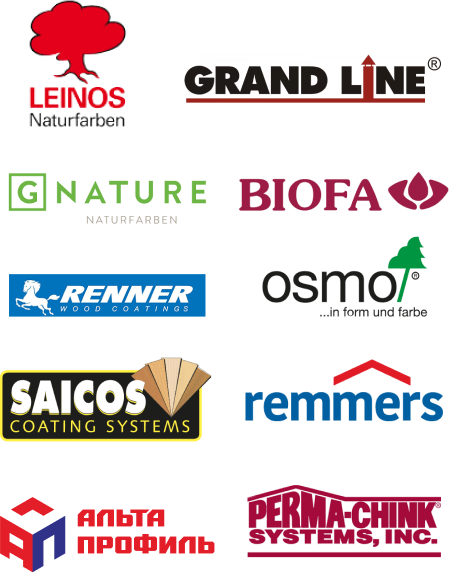 LEINOS
Naturfarben
GRAND LINE®
G NATURE
NATURFARBEN
BIOFA
RENNER
WOOD COATINGS
osmo®
...in form und farbe
SAICOS
COATING SYSTEMS
remmers
АЛЬТА
ПРОФИЛЬ
PERMA-CHINK®
SYSTEMS, INC.